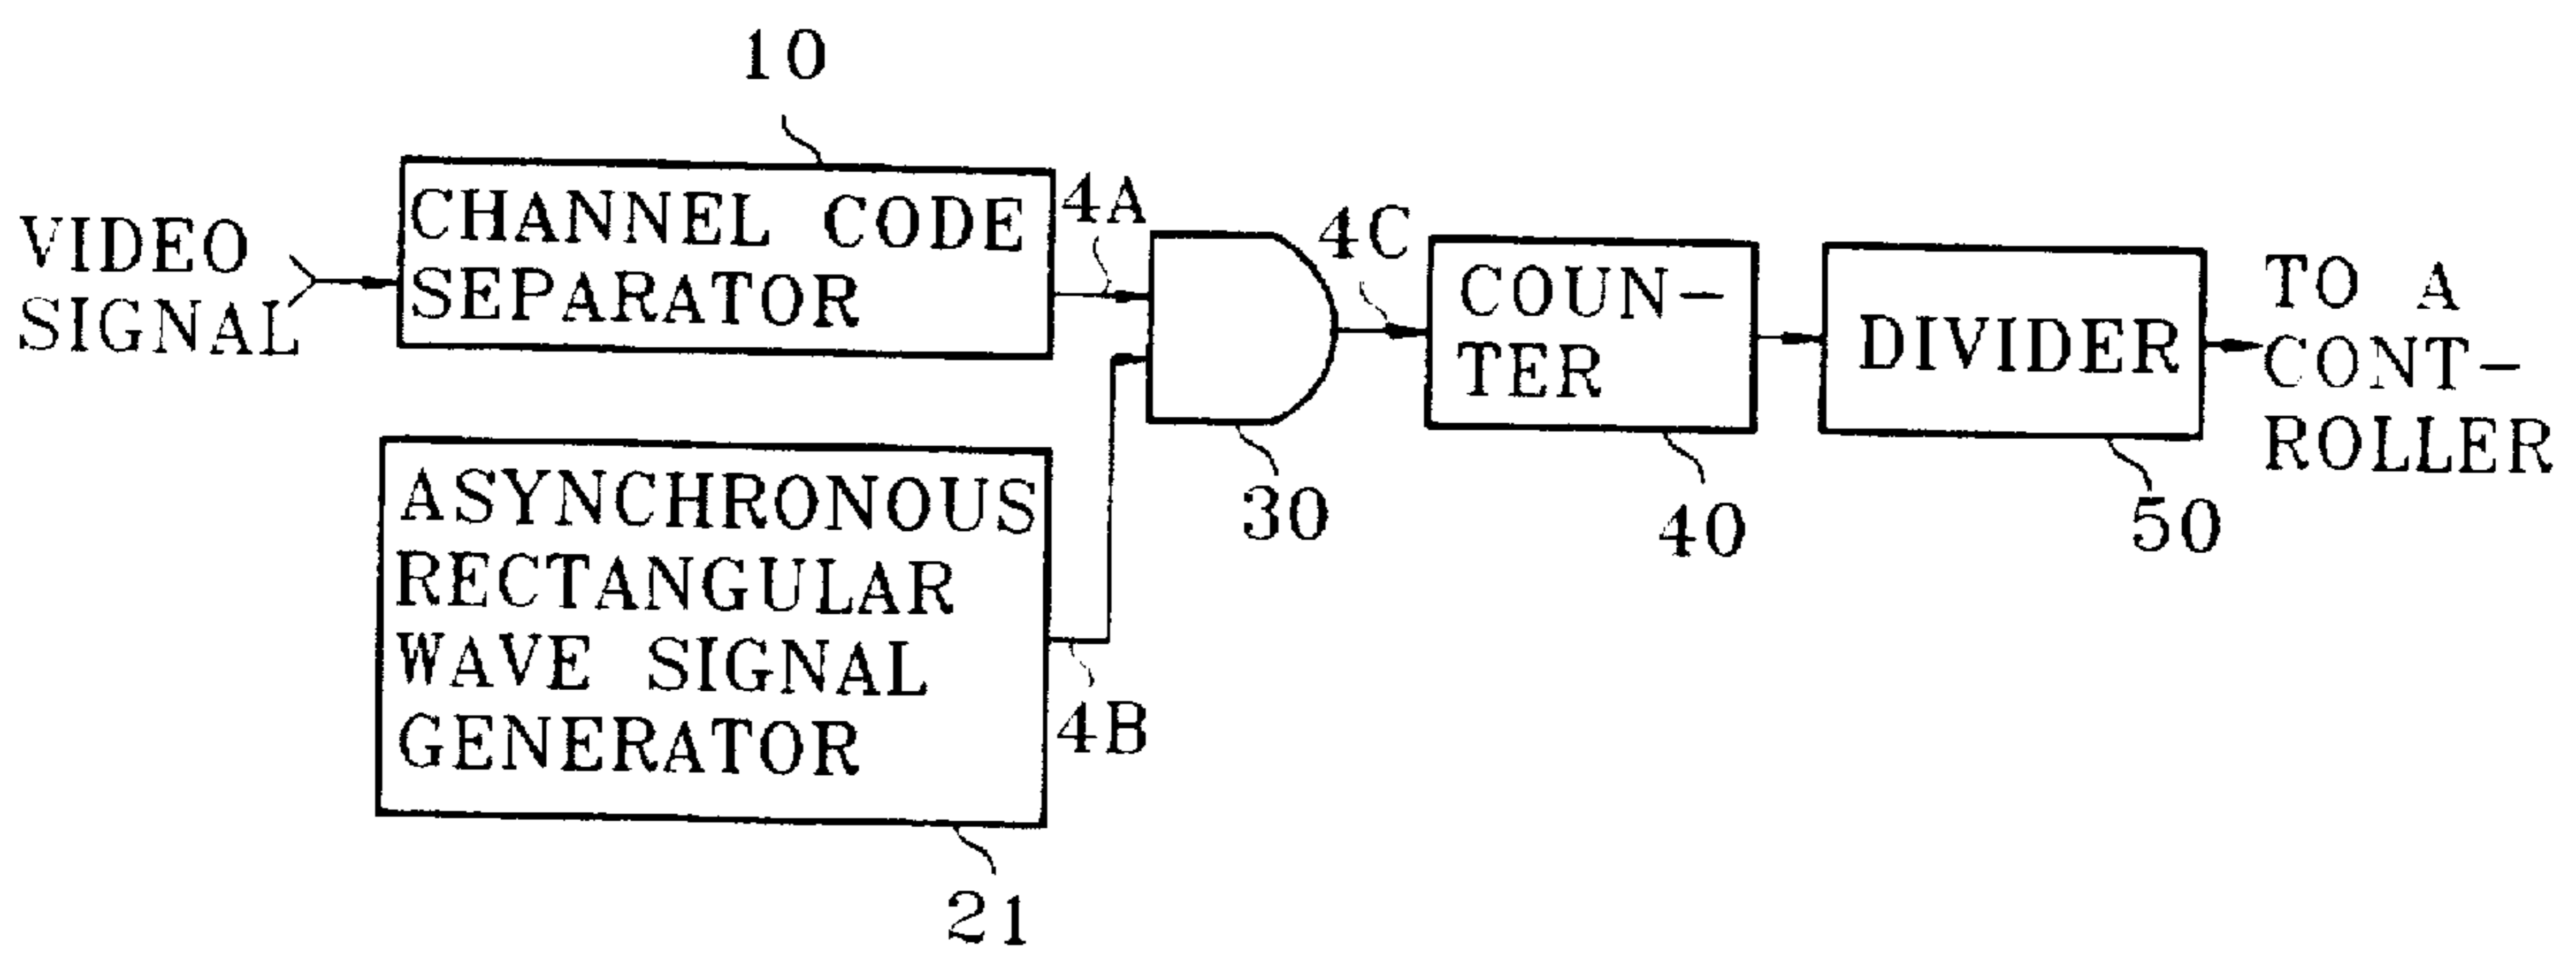 10
VIDEO
SIGNAL
CHANNEL CODE
SEPARATOR
4A
4C
COUN-
TER
DIVIDER
TO A
CONT-
ROLLER
30
40
50
ASYNCHRONOUS
RECTANGULAR
WAVE SIGNAL
GENERATOR
4B
21